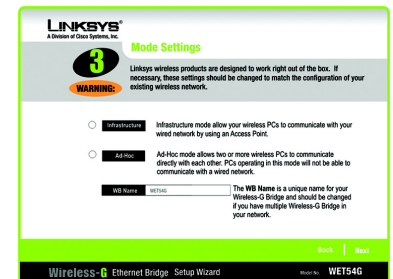 LINKSYS®
A Division of Cisco Systems, Inc.
3
WARNING:
Mode Settings
Linksys wireless products are designed to work right out of the box. If
necessary, these settings should be changed to match the configuration of your
existing wireless network.
Infrastructure
Infrastructure mode allow your wireless PCs to communicate with your
wired network by using an Access Point.
Ad-Hoc
Ad-Hoc mode allows two or more wireless PCs to communicate
directly with each other. PCs operating in this mode will not be able to
communicate with a wired network.
WB Name
WET54G
The WB Name is a unique name for your
Wireless-G Bridge and should be changed
if you have multiple Wireless-G Bridge in
your network.
Back
Next
Wireless-G Ethernet Bridge Setup Wizard
Model No. WET54G